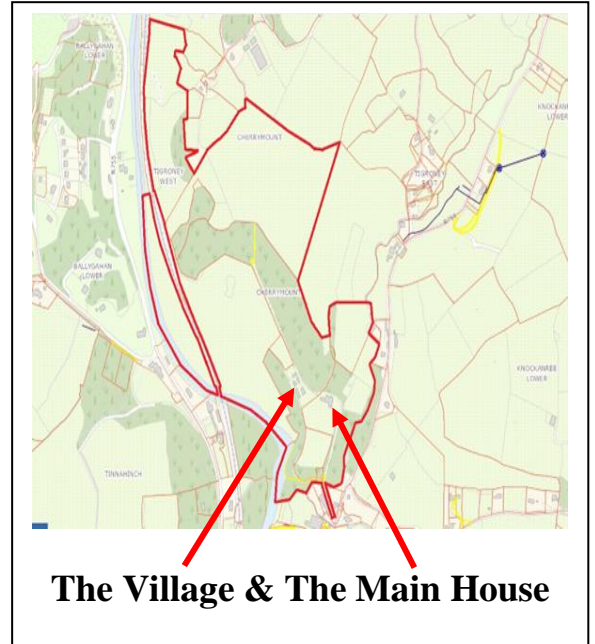 BALLYGAHAN
LOWER
CHERRYMOUNT
KNOCKANREE
LOWER
TIGRONEY
WEST
TIGRONEY
EAST
BALLYGAHAN
LOWER
CHERRYMOUNT
KNOCKANREE
LOWER
TINNAHINCH
The Village & The Main House